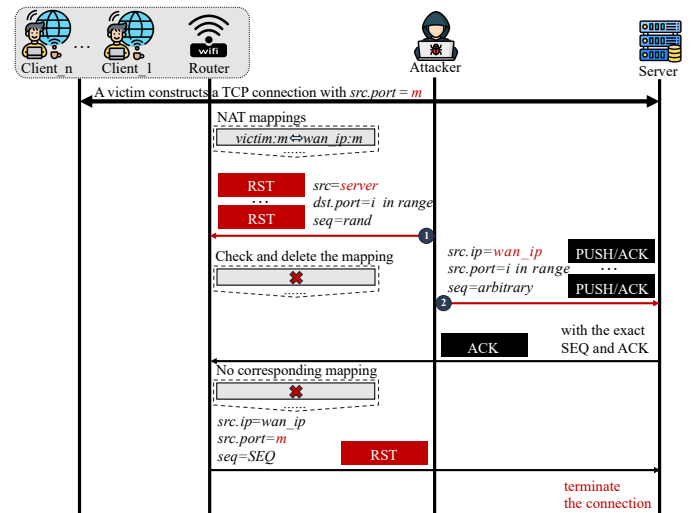 wifi
Client_n ... Client_1 Router
Attacker
Server
A victim constructs a TCP connection with src.port = m
NAT mappings
victim:m⇔wan_ip:m
......
RST src=server
... dst.port=i in range
RST seq=rand
1
src.ip=wan_ip PUSH/ACK
src.port=i in range ...
seq=arbitrary PUSH/ACK
2
Check and delete the mapping
......
with the exact
ACK SEQ and ACK
No corresponding mapping
......
src.ip=wan_ip
src.port=m
seq=SEQ RST
terminate
the connection